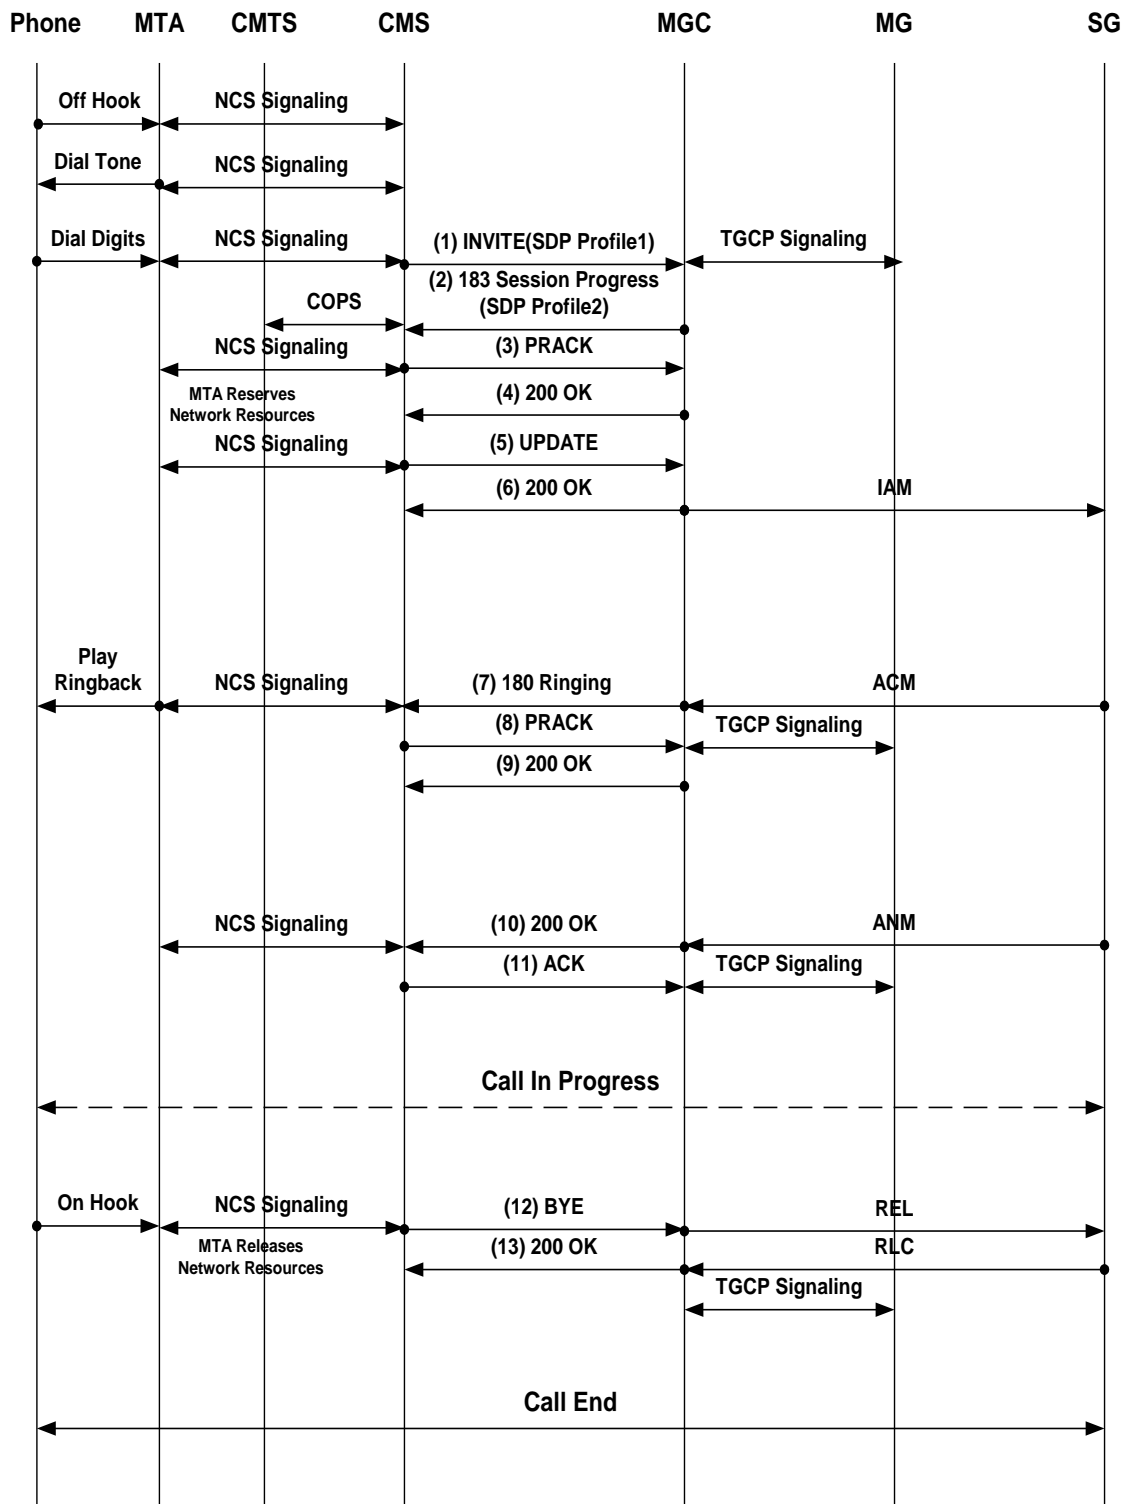 Phone MTA CMTS CMS MGC MG SG
Off Hook NCS Signaling
Dial Tone NCS Signaling
Dial Digits NCS Signaling (1) INVITE(SDP Profile1) TGCP Signaling
(2) 183 Session Progress
(SDP Profile2)
COPS
NCS Signaling (3) PRACK
MTA Reserves
Network Resources
(4) 200 OK
NCS Signaling (5) UPDATE
(6) 200 OK IAM
Play
Ringback NCS Signaling (7) 180 Ringing ACM
(8) PRACK TGCP Signaling
(9) 200 OK
NCS Signaling (10) 200 OK ANM
(11) ACK TGCP Signaling
Call In Progress
On Hook NCS Signaling (12) BYE REL
MTA Releases
Network Resources
(13) 200 OK RLC
TGCP Signaling
Call End